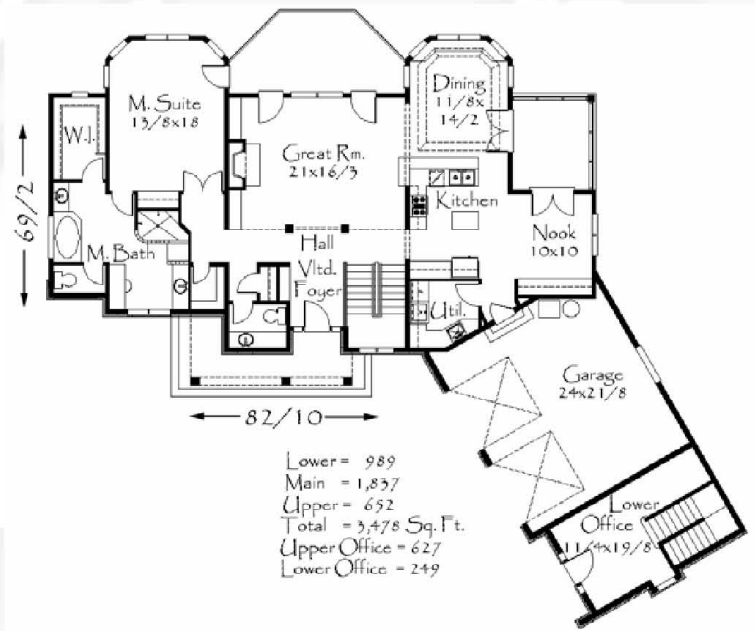 M. Suite
13/8x18
W.I.
Dining
11/8x
14/2
Great Rm.
21x16/3
Kitchen
Nook
10x10
M. Bath
Hall
Vltd.
Foyer
Util.
69/2
82/10
Garage
24x21/8
Lower = 989
Main = 1,837
Upper = 652
Total = 3,478 Sq. Ft.
Upper Office = 627
Lower Office = 249
Lower
Office
11/4x19/8